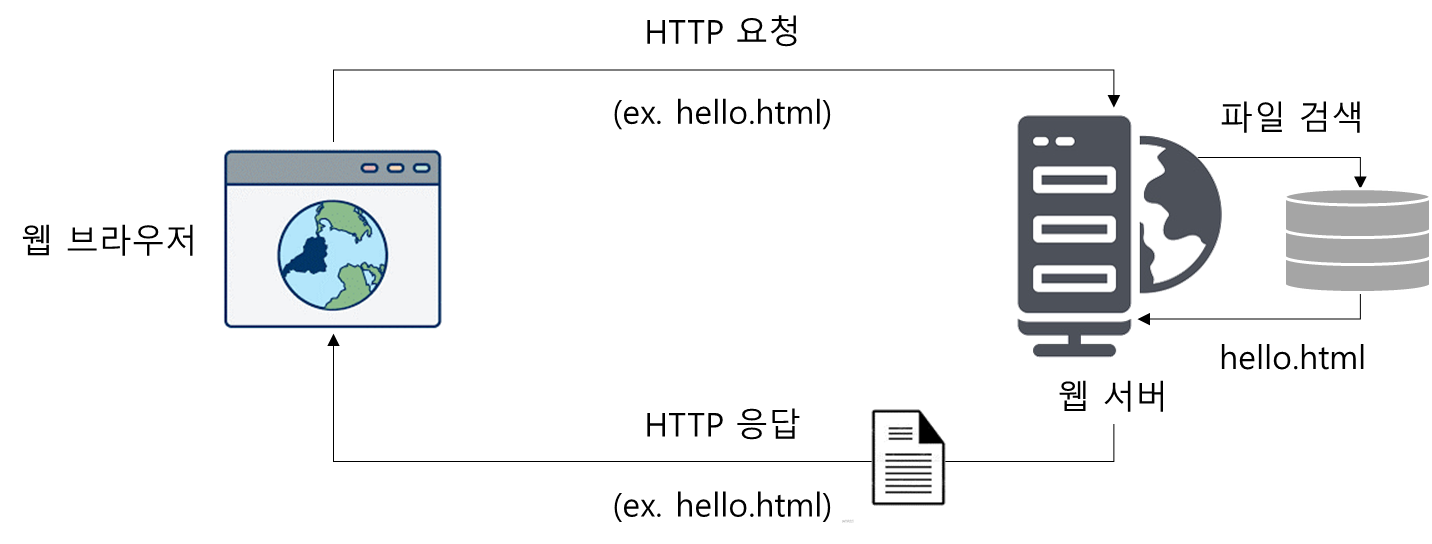 HTTP 요청
(ex. hello.html)
파일 검색
웹 브라우저
hello.html
웹 서버
HTTP 응답
(ex. hello.html)